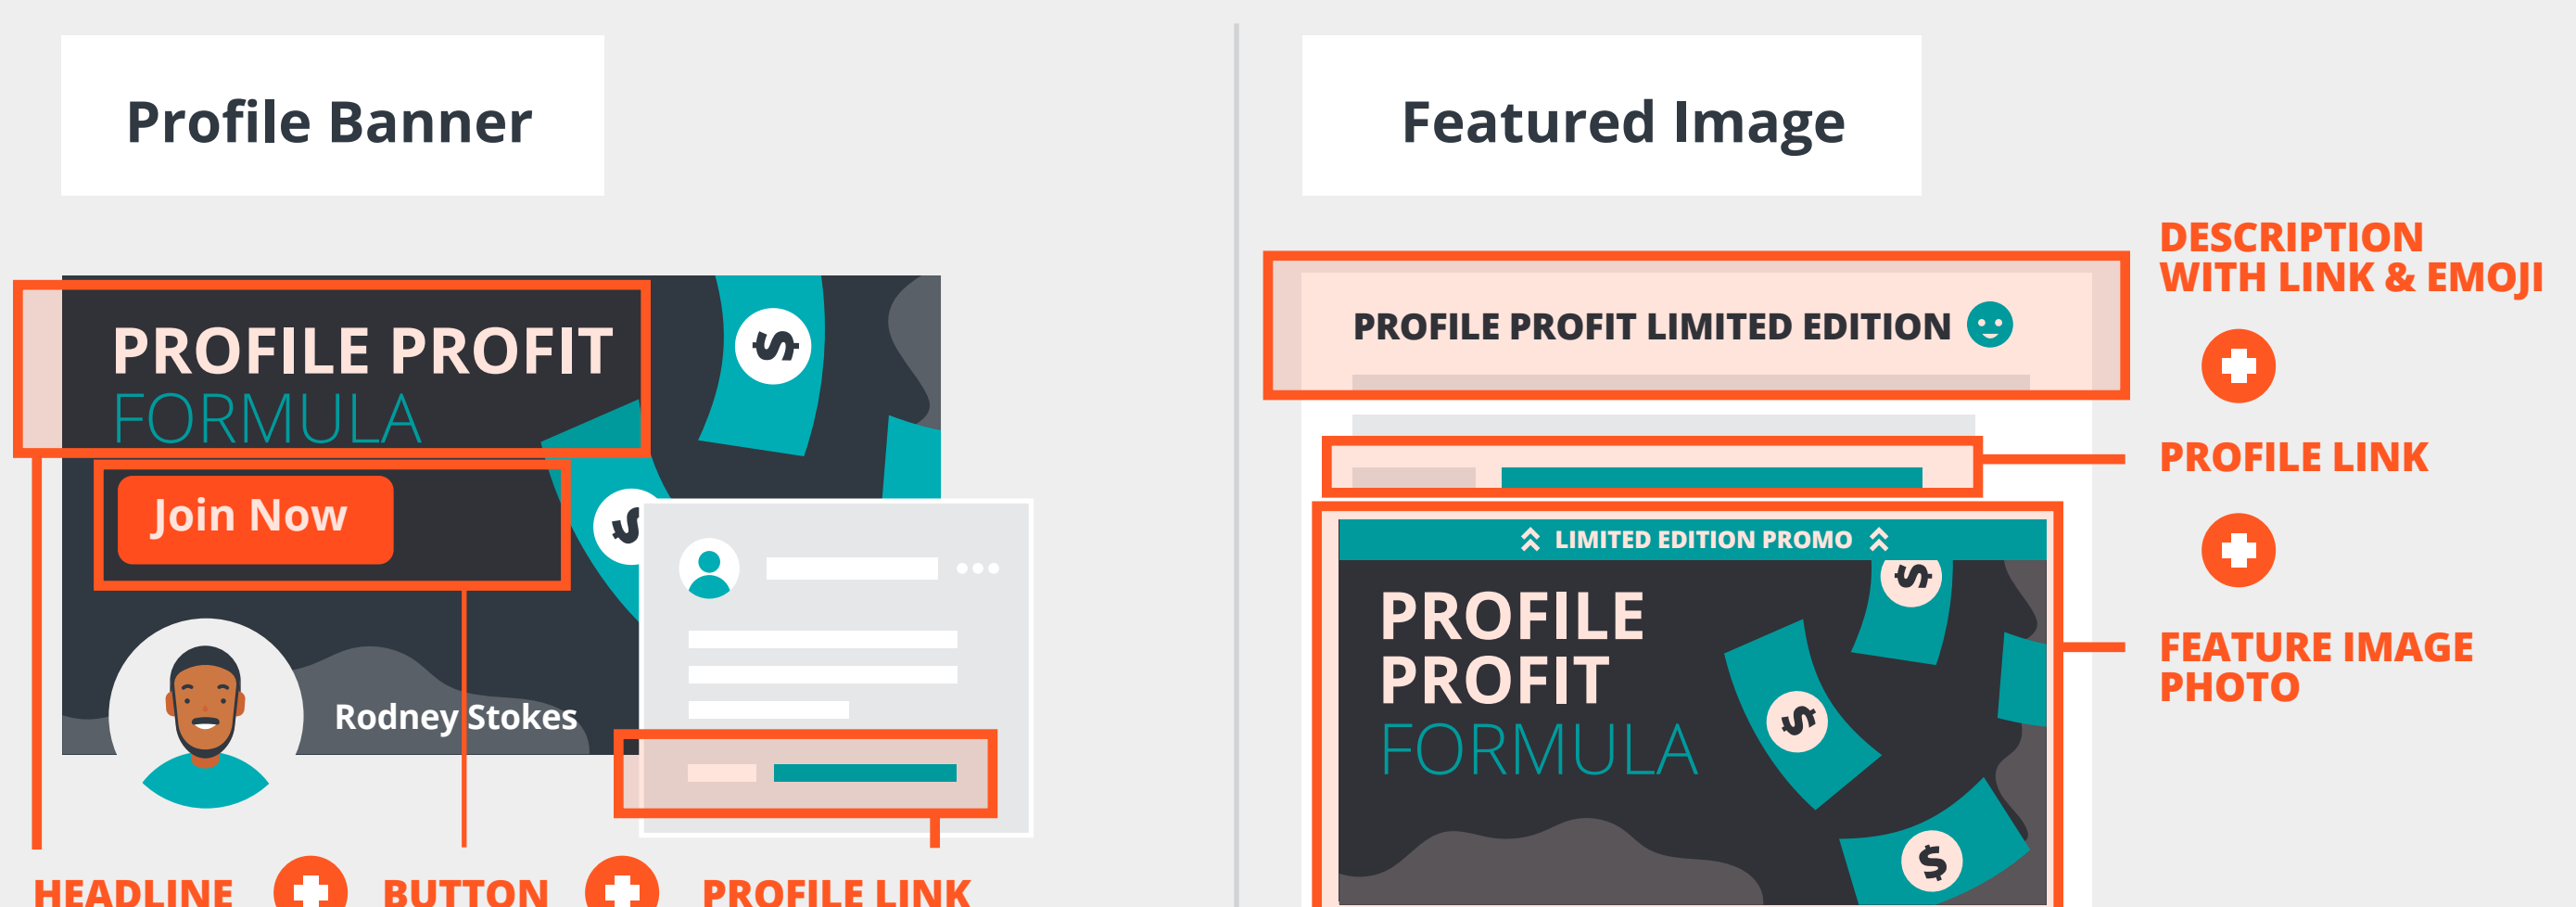 Profile Banner
PROFILE PROFIT
FORMULA
Join Now
Rodney Stokes
HEADLINE
BUTTON
PROFILE LINK
Featured Image
PROFILE PROFIT LIMITED EDITION
LIMITED EDITION PROMO
PROFILE
PROFIT
FORMULA
DESCRIPTION
WITH LINK & EMOJI
PROFILE LINK
FEATURE IMAGE
PHOTO